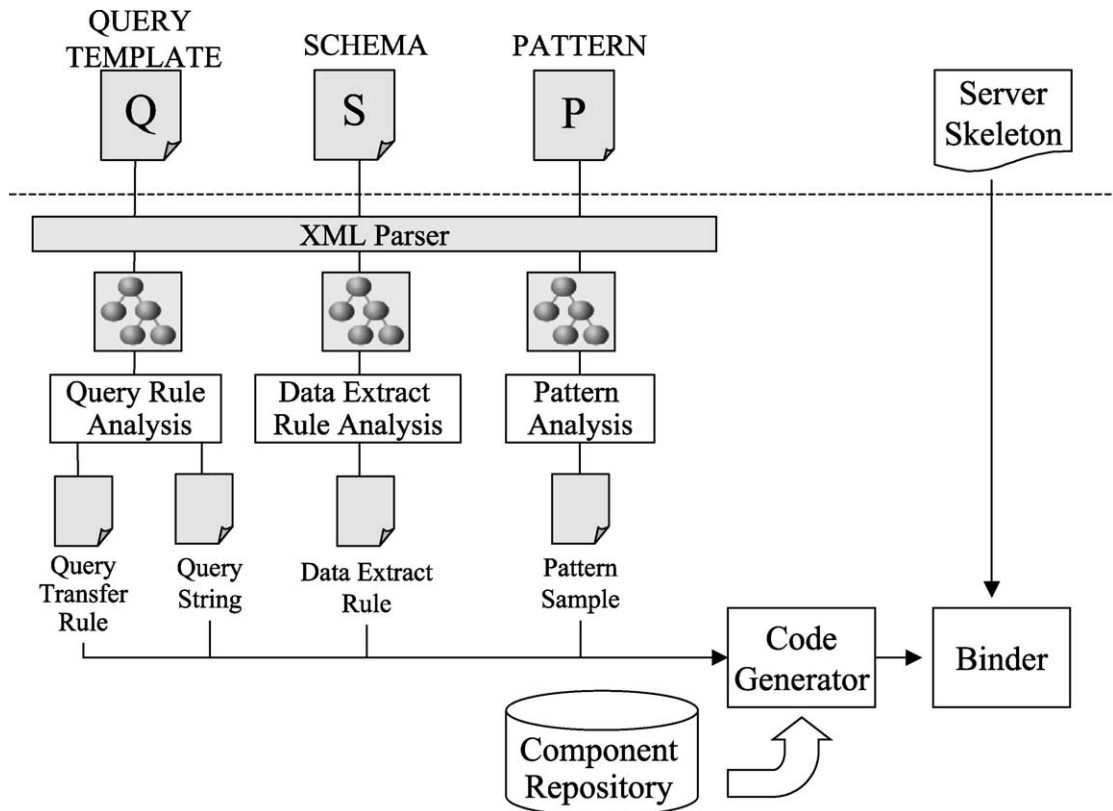 QUERY
TEMPLATE
SCHEMA
PATTERN
Q
S
P
Server
Skeleton
XML Parser
Query Rule
Analysis
Data Extract
Rule Analysis
Pattern
Analysis
Query
Transfer Rule
Query
String
Data Extract
Rule
Pattern
Sample
Code
Generator
Binder
Component
Repository